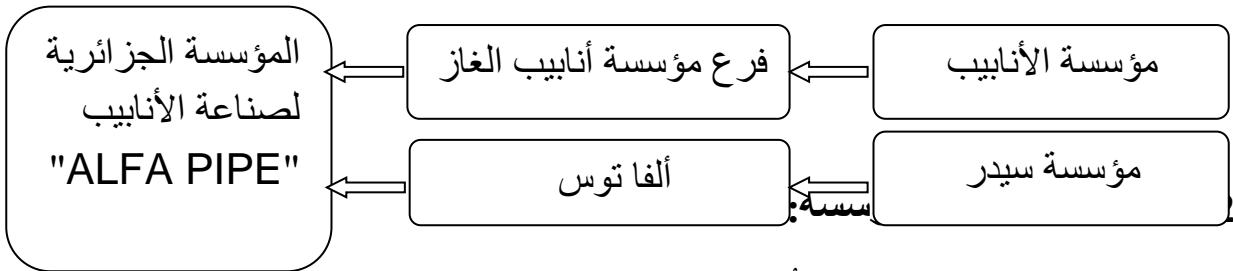 مؤسسة الأنابيب
فرع مؤسسة أنابيب الغاز
المؤسسة الجزائرية
لصناعة الأنابيب
"ALFA PIPE"
مؤسسة سيدر
ألفا توس